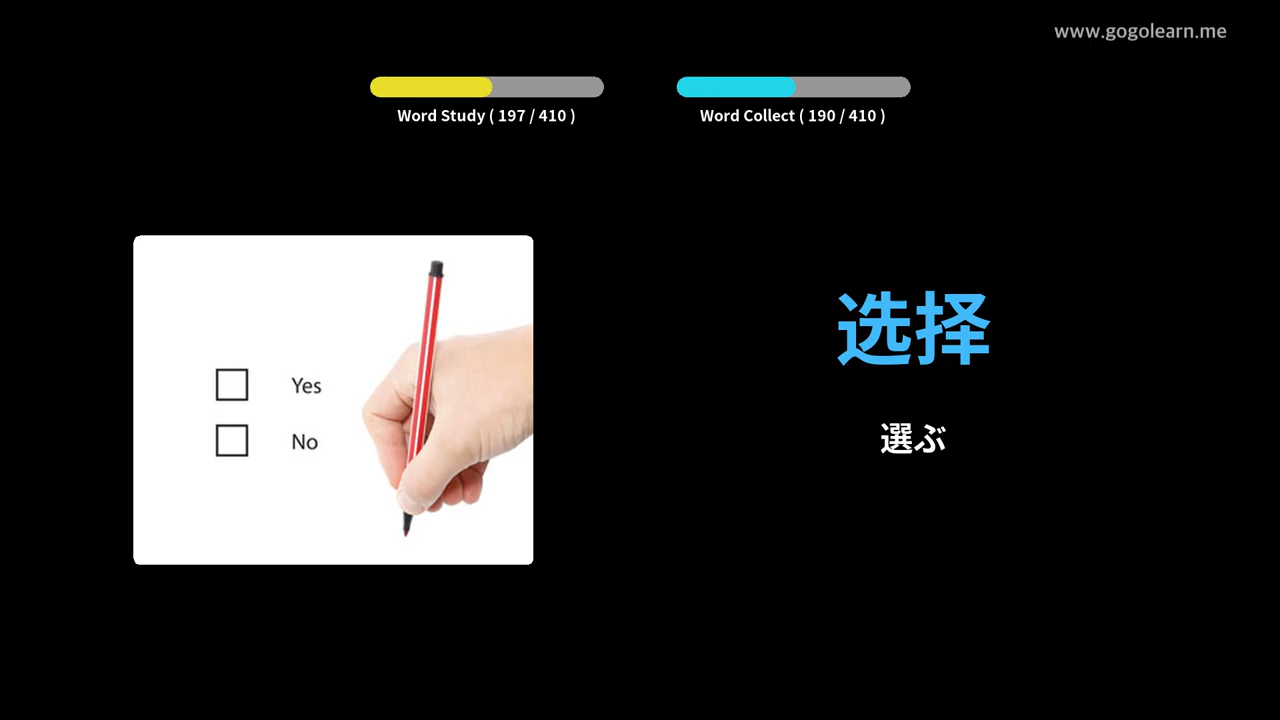 www.gogolearn.me
Word Study ( 197 / 410 )
Word Collect ( 190 / 410 )
Yes
No
选择
選ぶ